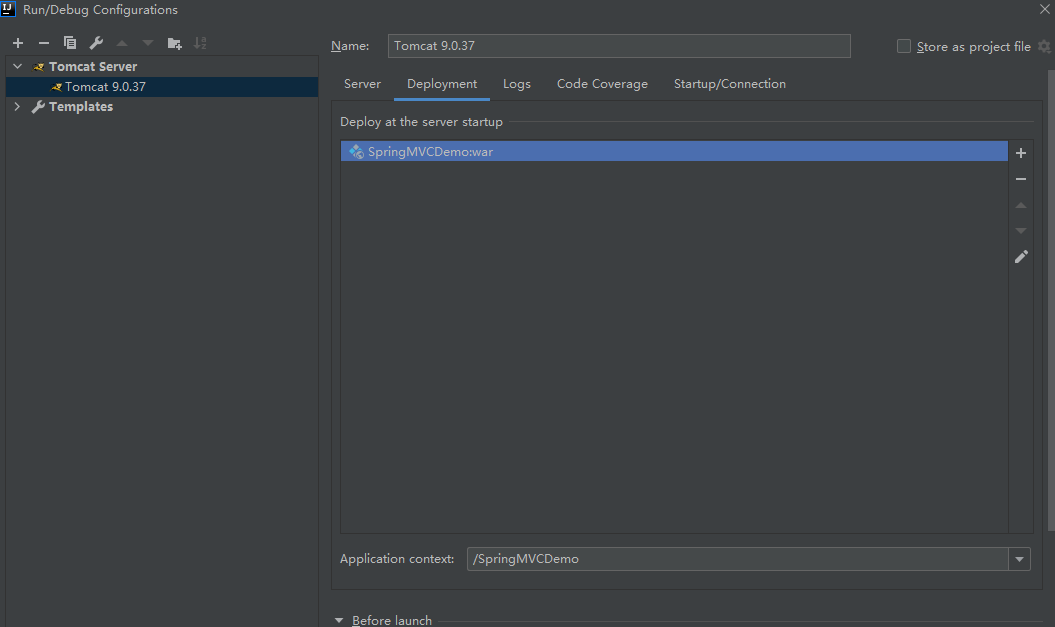 Run/Debug Configurations
Name: Tomcat 9.0.37 Store as project file
Tomcat Server
Tomcat 9.0.37
Templates
Server Deployment Logs Code Coverage Startup/Connection
Deploy at the server startup
SpringMVCDemo:war
Application context: /SpringMVCDemo
Before launch